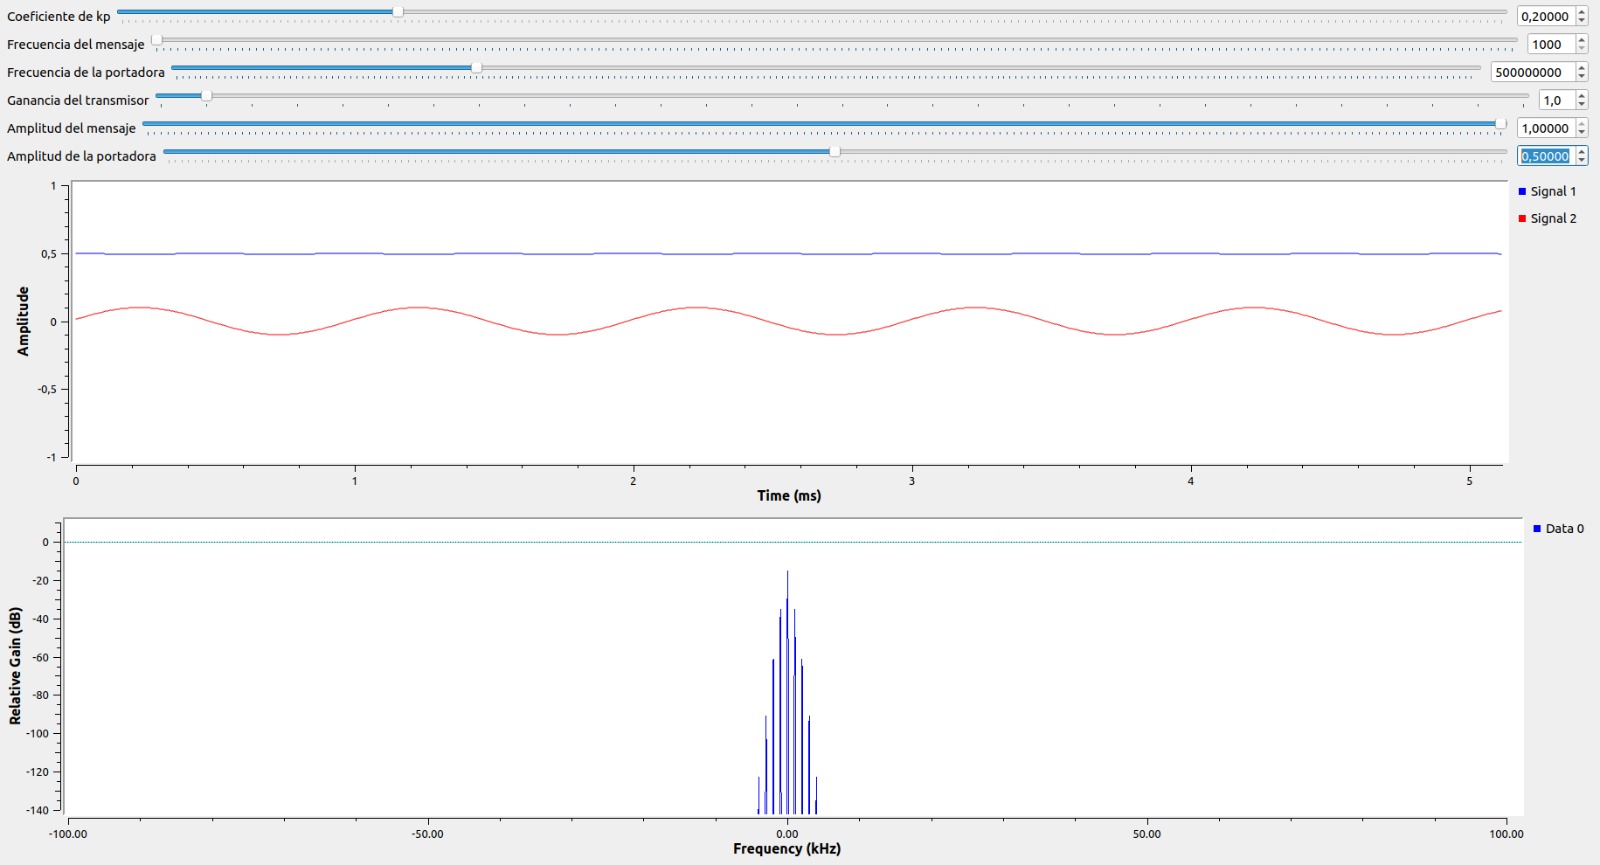 Coeficiente de kp 0,20000
Frecuencia del mensaje 1000
Frecuencia de la portadora 500000000
Ganancia del transmisor 1,0
Amplitud del mensaje 1,00000
Amplitud de la portadora 0,50000
1
0,5
0
-0,5
-1
Amplitude
Signal 1
Signal 2
0 1 2 3 4 5
Time (ms)
0
-20
-40
-60
-80
-100
-120
-140
Relative Gain (dB)
Data 0
-100.00 -50.00 0.00 50.00 100.00
Frequency (kHz)